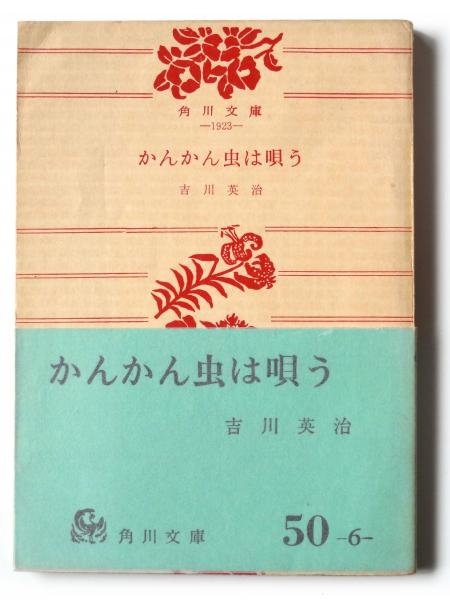 角川文庫
—1923—
かんかん虫は唄う
吉川英治
かんかん虫は唄う
吉川英治
角川文庫
50 -6-